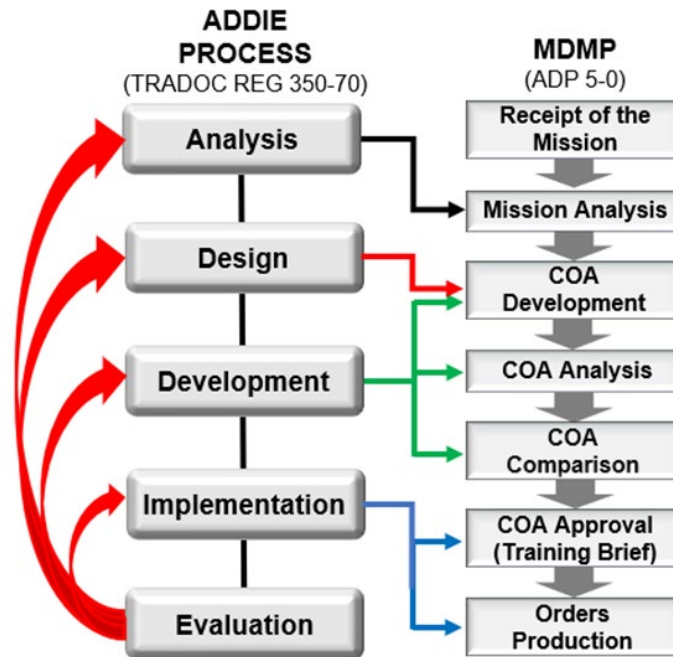 ADDIE
PROCESS
(TRADOC REG 350-70)
Analysis
Design
Development
Implementation
Evaluation
MDMP
(ADP 5-0)
Receipt of the
Mission
Mission Analysis
COA
Development
COA Analysis
COA
Comparison
COA Approval
(Training Brief)
Orders
Production